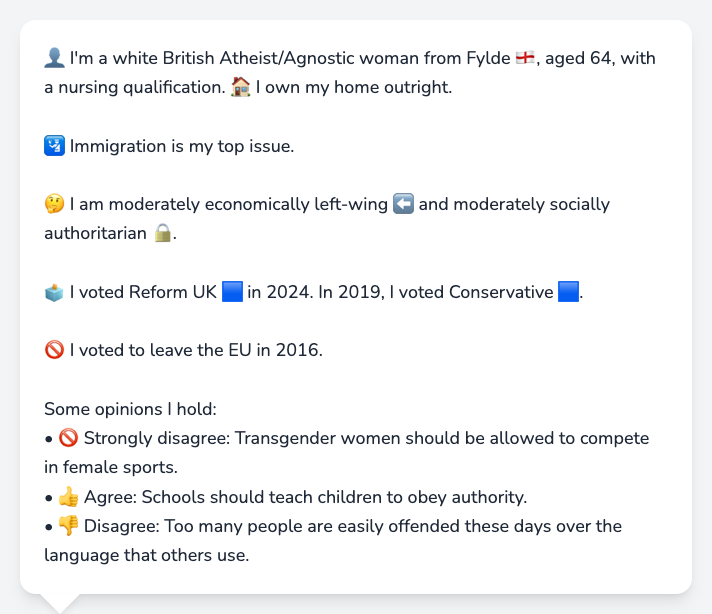 👤 I'm a white British Atheist/Agnostic woman from Fylde 🏴󠁧󠁢󠁥󠁮󠁧󠁿, aged 64, with
a nursing qualification. 🏠 I own my home outright.
🛂 Immigration is my top issue.
🤔 I am moderately economically left-wing ⬅️ and moderately socially
authoritarian 🔒.
🗳️ I voted Reform UK 🟦 in 2024. In 2019, I voted Conservative 🟦.
🚫 I voted to leave the EU in 2016.
Some opinions I hold:
• 🚫 Strongly disagree: Transgender women should be allowed to compete
in female sports.
• 👍 Agree: Schools should teach children to obey authority.
• 👎 Disagree: Too many people are easily offended these days over the
language that others use.